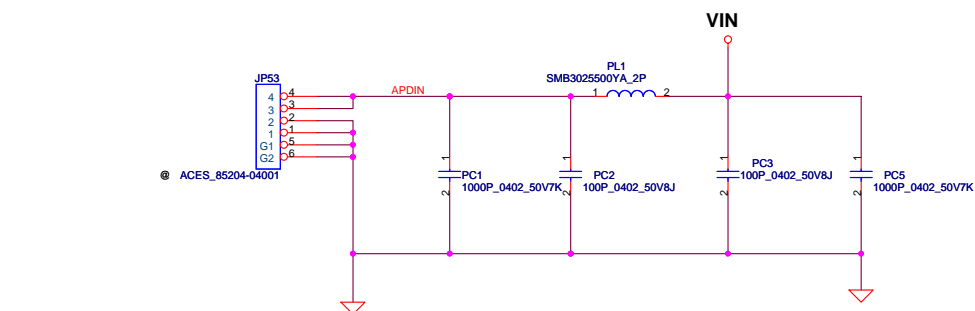 VIN
PL1
SMB3025500YA_2P
JP53
APDIN
1
2
4 4
3 3
2 2
1 1
G1 5
G2 6
@ ACES_85204-04001
1
1
1
1
PC1
1000P_0402_50V7K
PC2
100P_0402_50V8J
PC3
100P_0402_50V8J
PC5
1000P_0402_50V7K
2
2
2
2